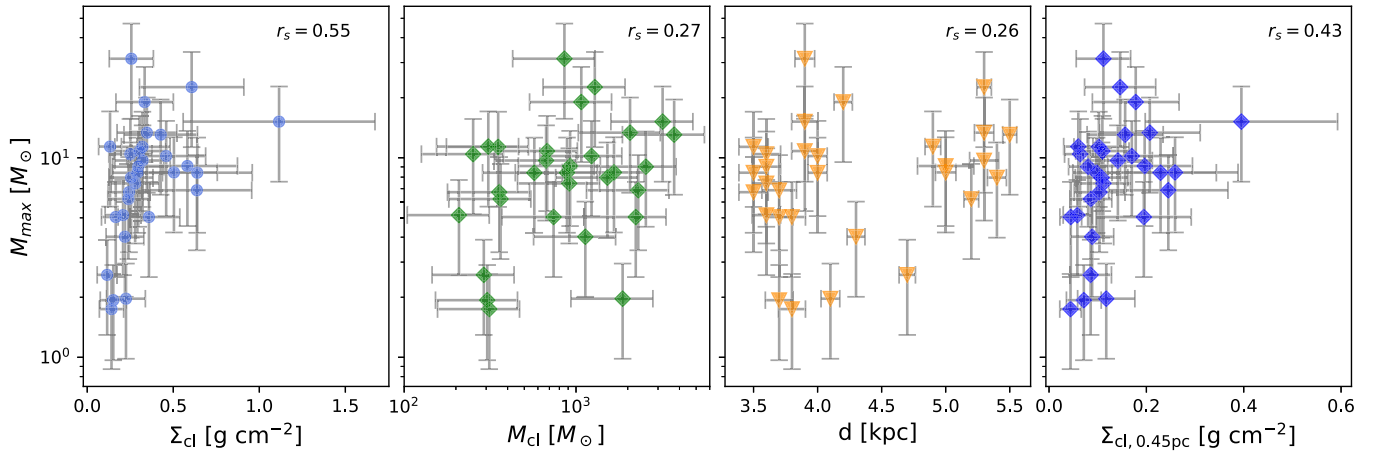 r_s = 0.55
r_s = 0.27
r_s = 0.26
r_s = 0.43
M_max [M_⊙]
10^1
10^0
0.0 0.5 1.0 1.5
10^2 10^3
3.5 4.0 4.5 5.0 5.5
0.0 0.2 0.4 0.6
Σ_cl [g cm^−2]
M_cl [M_⊙]
d [kpc]
Σ_cl, 0.45pc [g cm^−2]